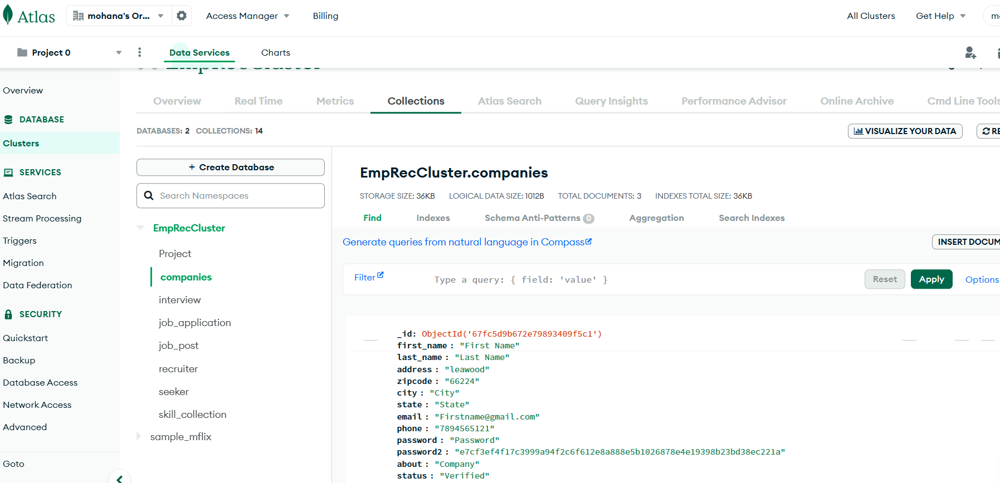 Atlas
mohana's Or...
Access Manager
Billing
All Clusters
Get Help
Project 0
Data Services
Charts
EmpRecCluster
Overview
DATABASE
Clusters
SERVICES
Atlas Search
Stream Processing
Triggers
Migration
Data Federation
SECURITY
Quickstart
Backup
Database Access
Network Access
Advanced
Goto
Overview Real Time Metrics Collections Atlas Search Query Insights Performance Advisor Online Archive Cmd Line Tools
DATABASES: 2 COLLECTIONS: 14
VISUALIZE YOUR DATA
RE
+ Create Database
Search Namespaces
EmpRecCluster
Project
companies
interview
job_application
job_post
recruiter
seeker
skill_collection
sample_mflix
EmpRecCluster.companies
STORAGE SIZE: 36KB LOGICAL DATA SIZE: 1012B TOTAL DOCUMENTS: 3 INDEXES TOTAL SIZE: 36KB
Find Indexes Schema Anti-Patterns 0 Aggregation Search Indexes
Generate queries from natural language in Compass
INSERT DOCUM
Filter
Type a query: { field: 'value' }
Reset
Apply
Options
_id: ObjectId('67fc5d9b672e79893409f5c1')
first_name : "First Name"
last_name : "Last Name"
address : "leawood"
zipcode : "66224"
city : "City"
state : "State"
email : "Firstname@gmail.com"
phone : "7894565121"
password : "Password"
password2 : "e7cf3ef4f17c3999a94f2c6f612e8a888e5b1026878e4e19398b23bd38ec221a"
about : "Company"
status : "Verified"